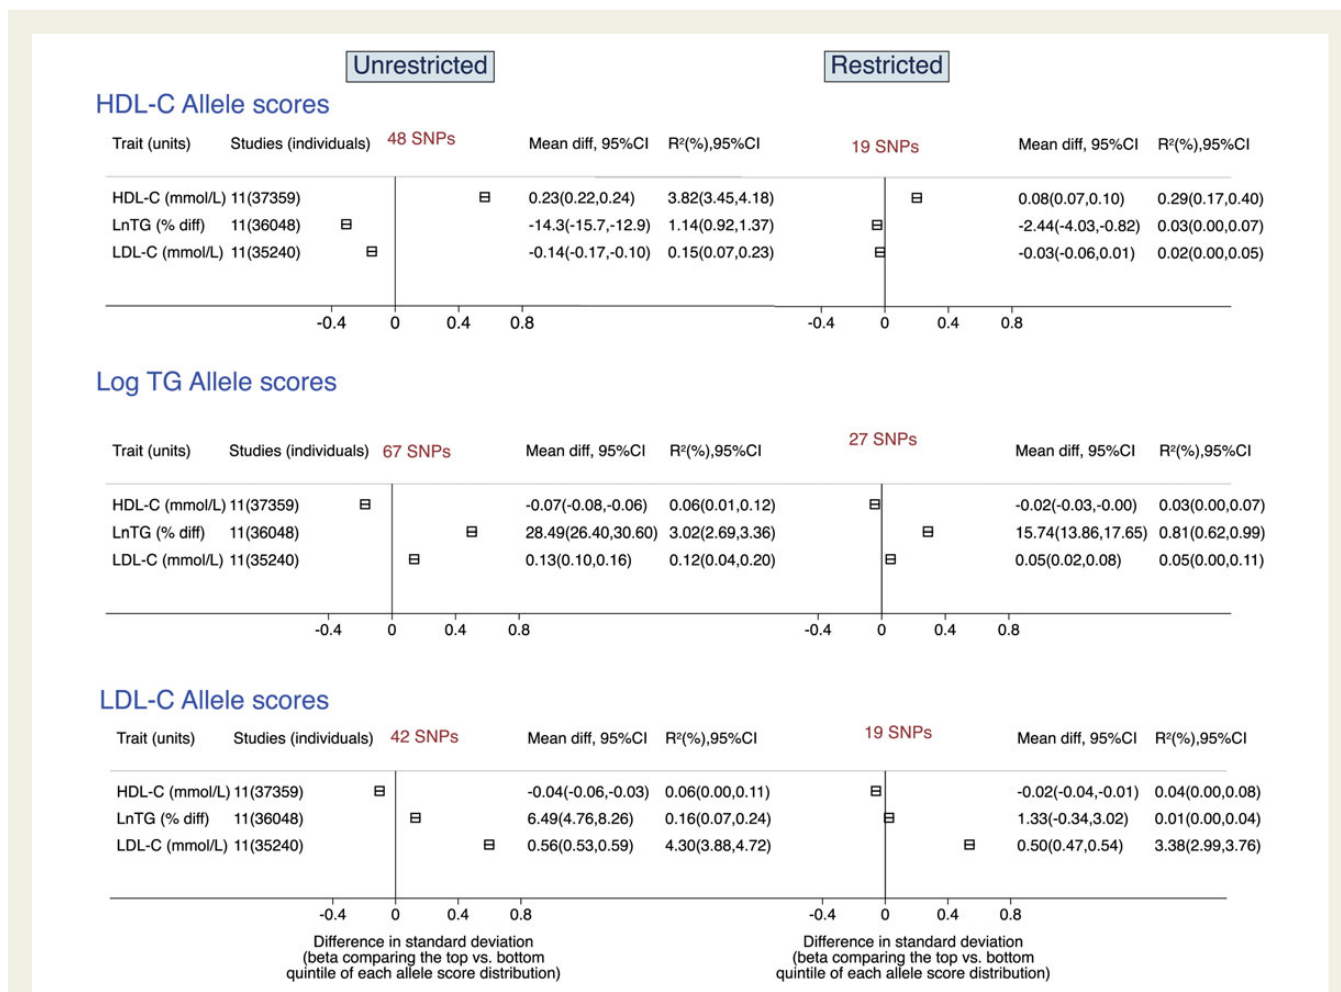 Unrestricted Restricted
HDL-C Allele scores
Trait (units) Studies (individuals) 48 SNPs Mean diff, 95%CI R²(%),95%CI 19 SNPs Mean diff, 95%CI R²(%),95%CI
HDL-C (mmol/L) 11(37359) 0.23(0.22,0.24) 3.82(3.45,4.18) 0.08(0.07,0.10) 0.29(0.17,0.40)
LnTG (% diff) 11(36048) -14.3(-15.7,-12.9) 1.14(0.92,1.37) -2.44(-4.03,-0.82) 0.03(0.00,0.07)
LDL-C (mmol/L) 11(35240) -0.14(-0.17,-0.10) 0.15(0.07,0.23) -0.03(-0.06,0.01) 0.02(0.00,0.05)
-0.4 0 0.4 0.8 -0.4 0 0.4 0.8
Log TG Allele scores
Trait (units) Studies (individuals) 67 SNPs Mean diff, 95%CI R²(%),95%CI 27 SNPs Mean diff, 95%CI R²(%),95%CI
HDL-C (mmol/L) 11(37359) -0.07(-0.08,-0.06) 0.06(0.01,0.12) -0.02(-0.03,-0.00) 0.03(0.00,0.07)
LnTG (% diff) 11(36048) 28.49(26.40,30.60) 3.02(2.69,3.36) 15.74(13.86,17.65) 0.81(0.62,0.99)
LDL-C (mmol/L) 11(35240) 0.13(0.10,0.16) 0.12(0.04,0.20) 0.05(0.02,0.08) 0.05(0.00,0.11)
-0.4 0 0.4 0.8 -0.4 0 0.4 0.8
LDL-C Allele scores
Trait (units) Studies (individuals) 42 SNPs Mean diff, 95%CI R²(%),95%CI 19 SNPs Mean diff, 95%CI R²(%),95%CI
HDL-C (mmol/L) 11(37359) -0.04(-0.06,-0.03) 0.06(0.00,0.11) -0.02(-0.04,-0.01) 0.04(0.00,0.08)
LnTG (% diff) 11(36048) 6.49(4.76,8.26) 0.16(0.07,0.24) 1.33(-0.34,3.02) 0.01(0.00,0.04)
LDL-C (mmol/L) 11(35240) 0.56(0.53,0.59) 4.30(3.88,4.72) 0.50(0.47,0.54) 3.38(2.99,3.76)
-0.4 0 0.4 0.8 -0.4 0 0.4 0.8
Difference in standard deviation Difference in standard deviation
(beta comparing the top vs. bottom (beta comparing the top vs. bottom
quintile of each allele score distribution) quintile of each allele score distribution)